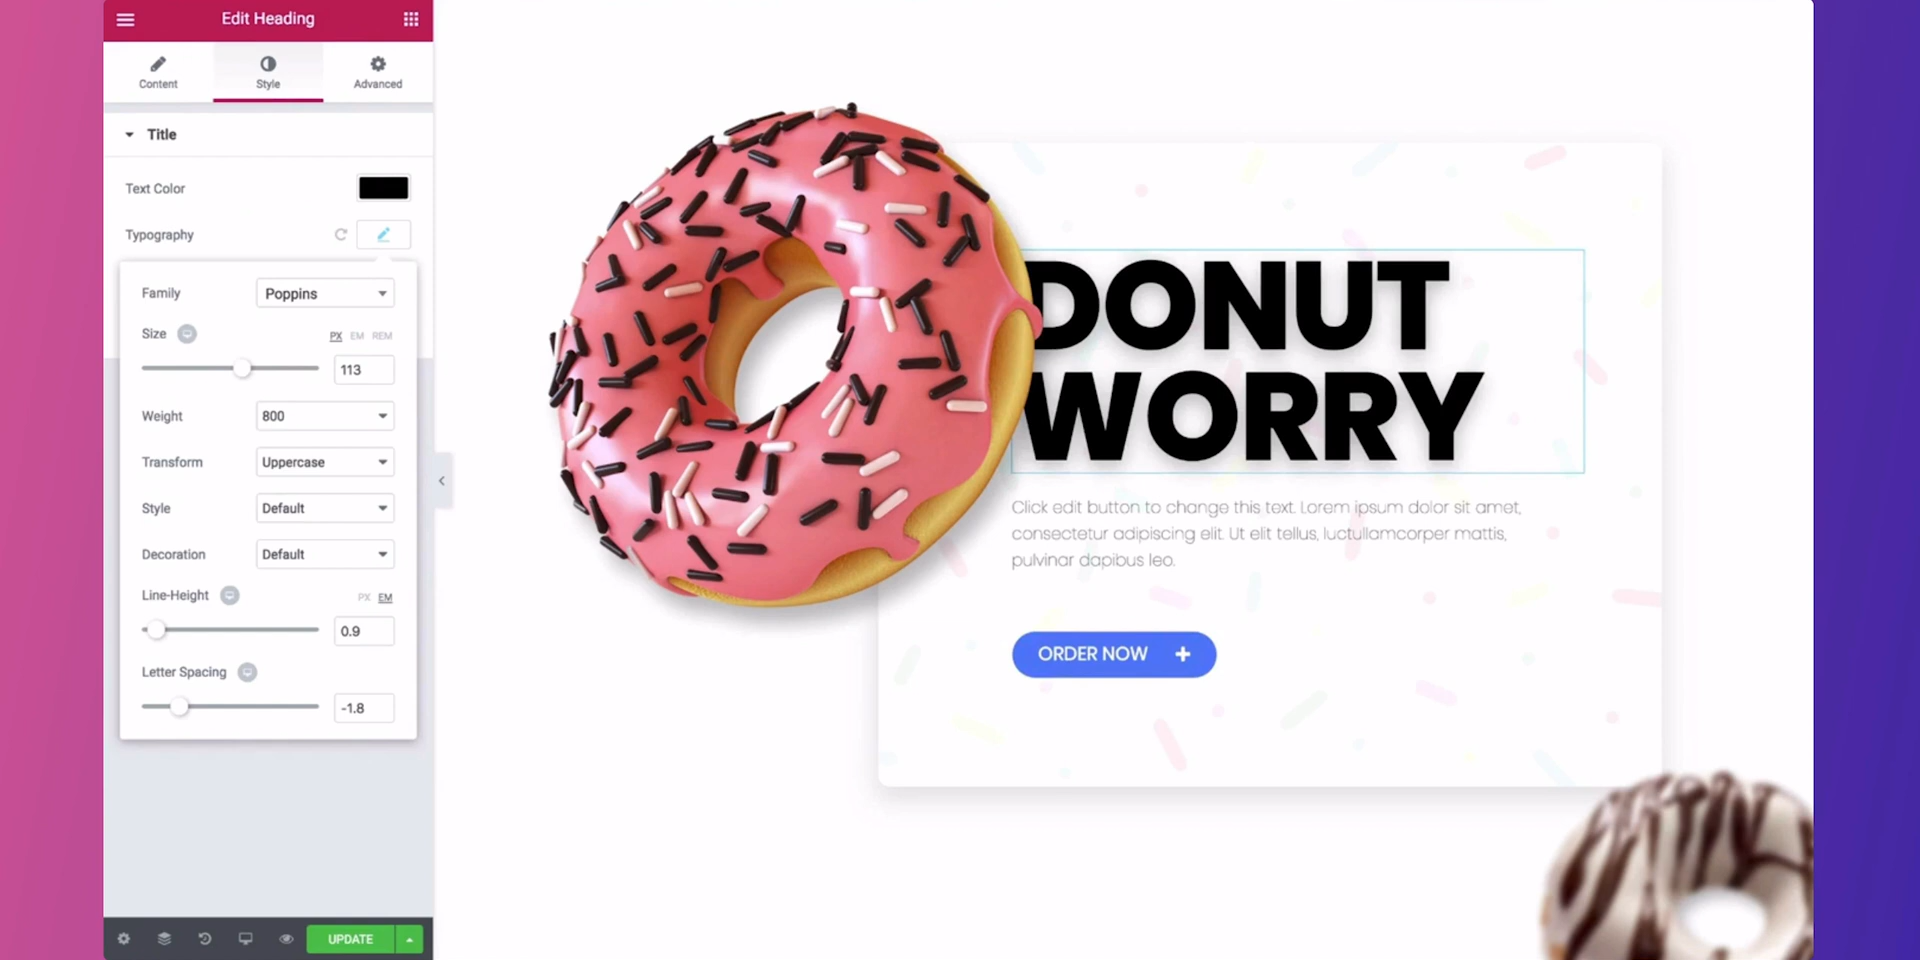 Edit Heading
Content
Style
Advanced
Title
Text Color
Typography
Family
Poppins
Size
PX EM REM
113
Weight
800
Transform
Uppercase
Style
Default
Decoration
Default
Line-Height
PX EM
0.9
Letter Spacing
-1.8
UPDATE
DONUT
WORRY
Click edit button to change this text. Lorem ipsum dolor sit amet,
consectetur adipiscing elit. Ut elit tellus, luctullamcorper mattis,
pulvinar dapibus leo.
ORDER NOW